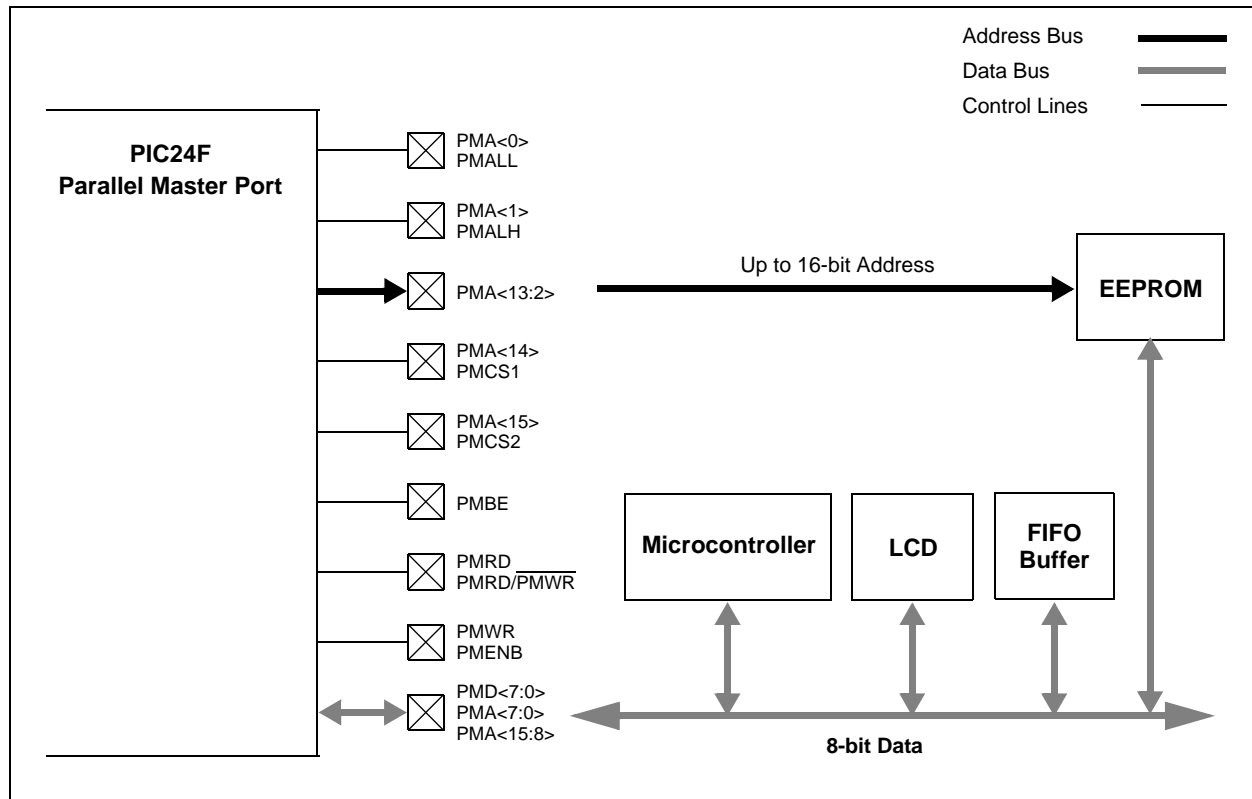 Address Bus
Data Bus
Control Lines
PIC24F
Parallel Master Port
PMA<0>
PMALL
PMA<1>
PMALH
PMA<13:2>
Up to 16-bit Address
EEPROM
PMA<14>
PMCS1
PMA<15>
PMCS2
PMBE
Microcontroller
LCD
FIFO
Buffer
PMRD
PMRD/PMWR
PMWR
PMENB
PMD<7:0>
PMA<7:0>
PMA<15:8>
8-bit Data